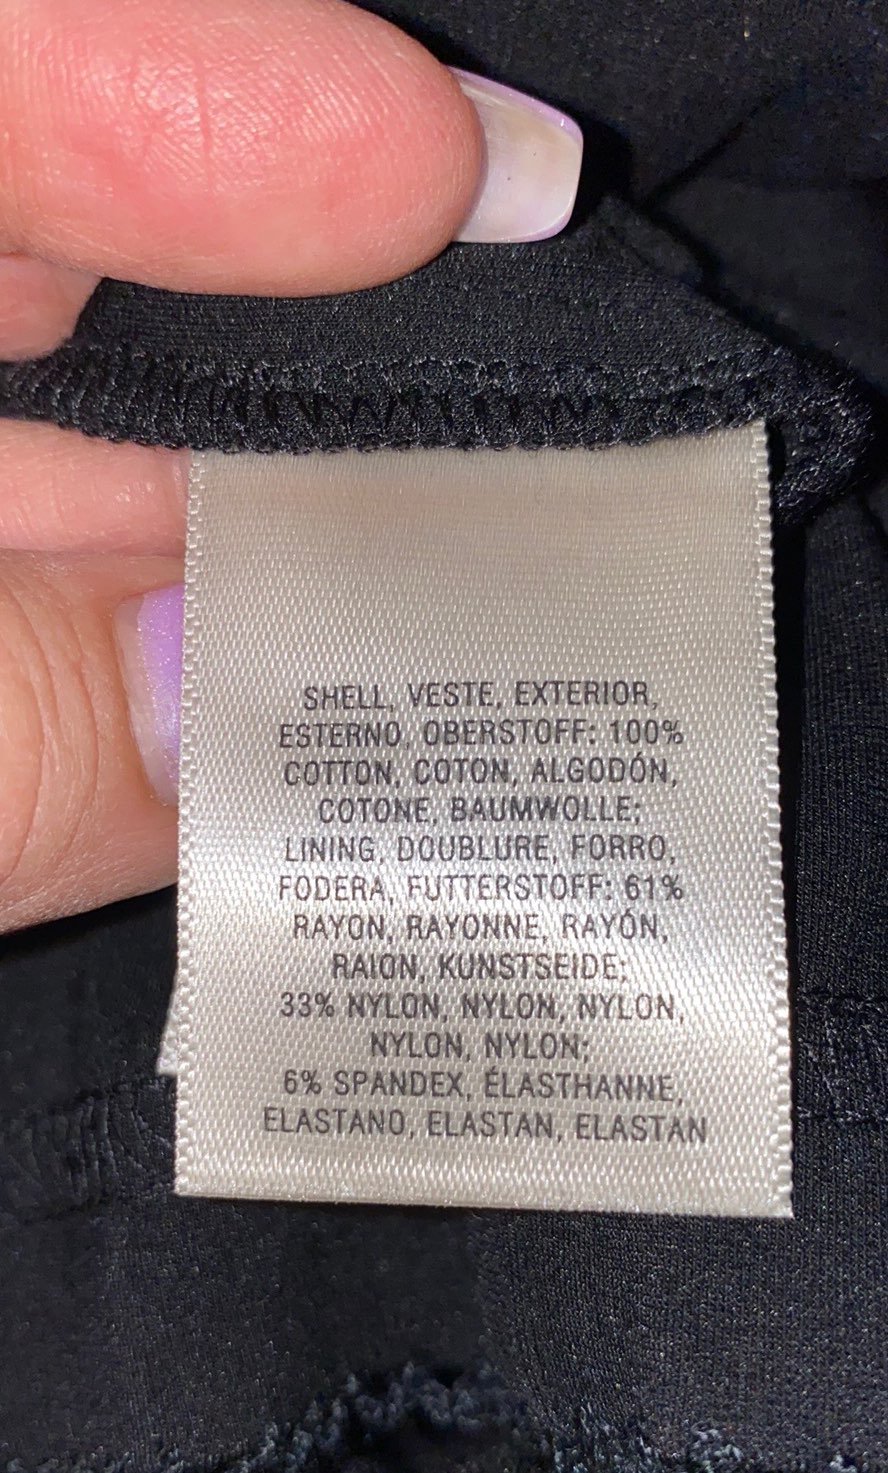 SHELL, VESTE, EXTERIOR,
ESTERNO, OBERSTOFF: 100%
COTTON, COTON, ALGODÓN,
COTONE, BAUMWOLLE;
LINING, DOUBLURE, FORRO,
FODERA, FUTTERSTOFF: 61%
RAYON, RAYONNE, RAYÓN,
RAION, KUNSTSEIDE;
33% NYLON, NYLON, NYLON,
NYLON, NYLON;
6% SPANDEX, ÉLASTHANNE,
ELASTANO, ELASTAN, ELASTAN